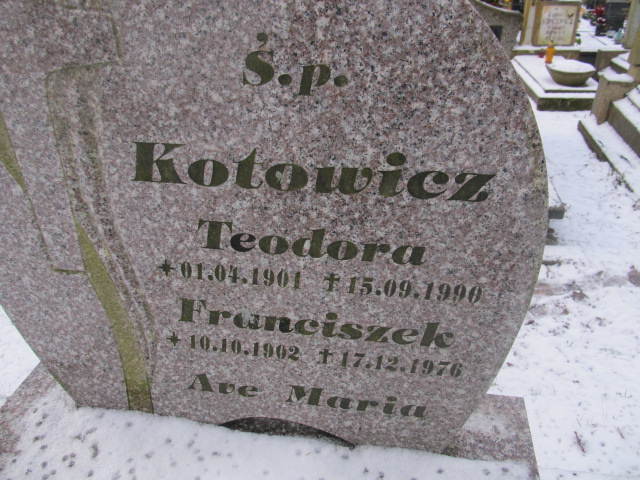 Ś.p.
Kotowicz
Teodora
*01.04.1901 †15.09.1990
Franciszek
*10.10.1902 †17.12.1976
Ave Maria